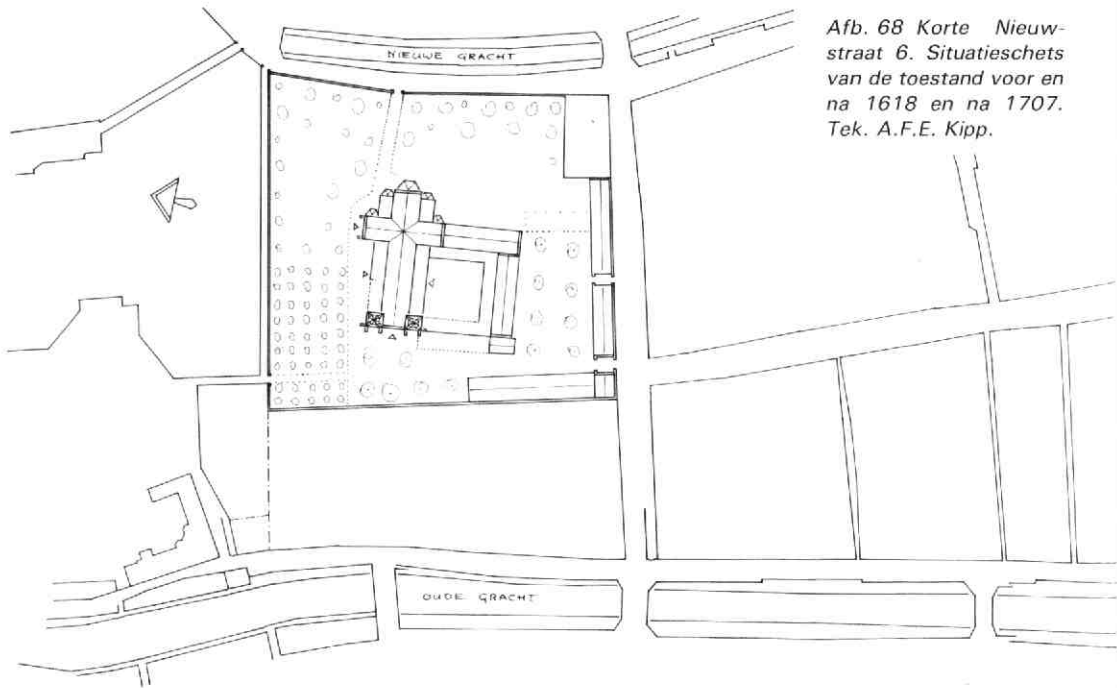 Afb. 68 Korte Nieuw-
straat 6. Situatieschets
van de toestand voor en
na 1618 en na 1707.
Tek. A.F.E. Kipp.
NIEUWE GRACHT
OUDE GRACHT